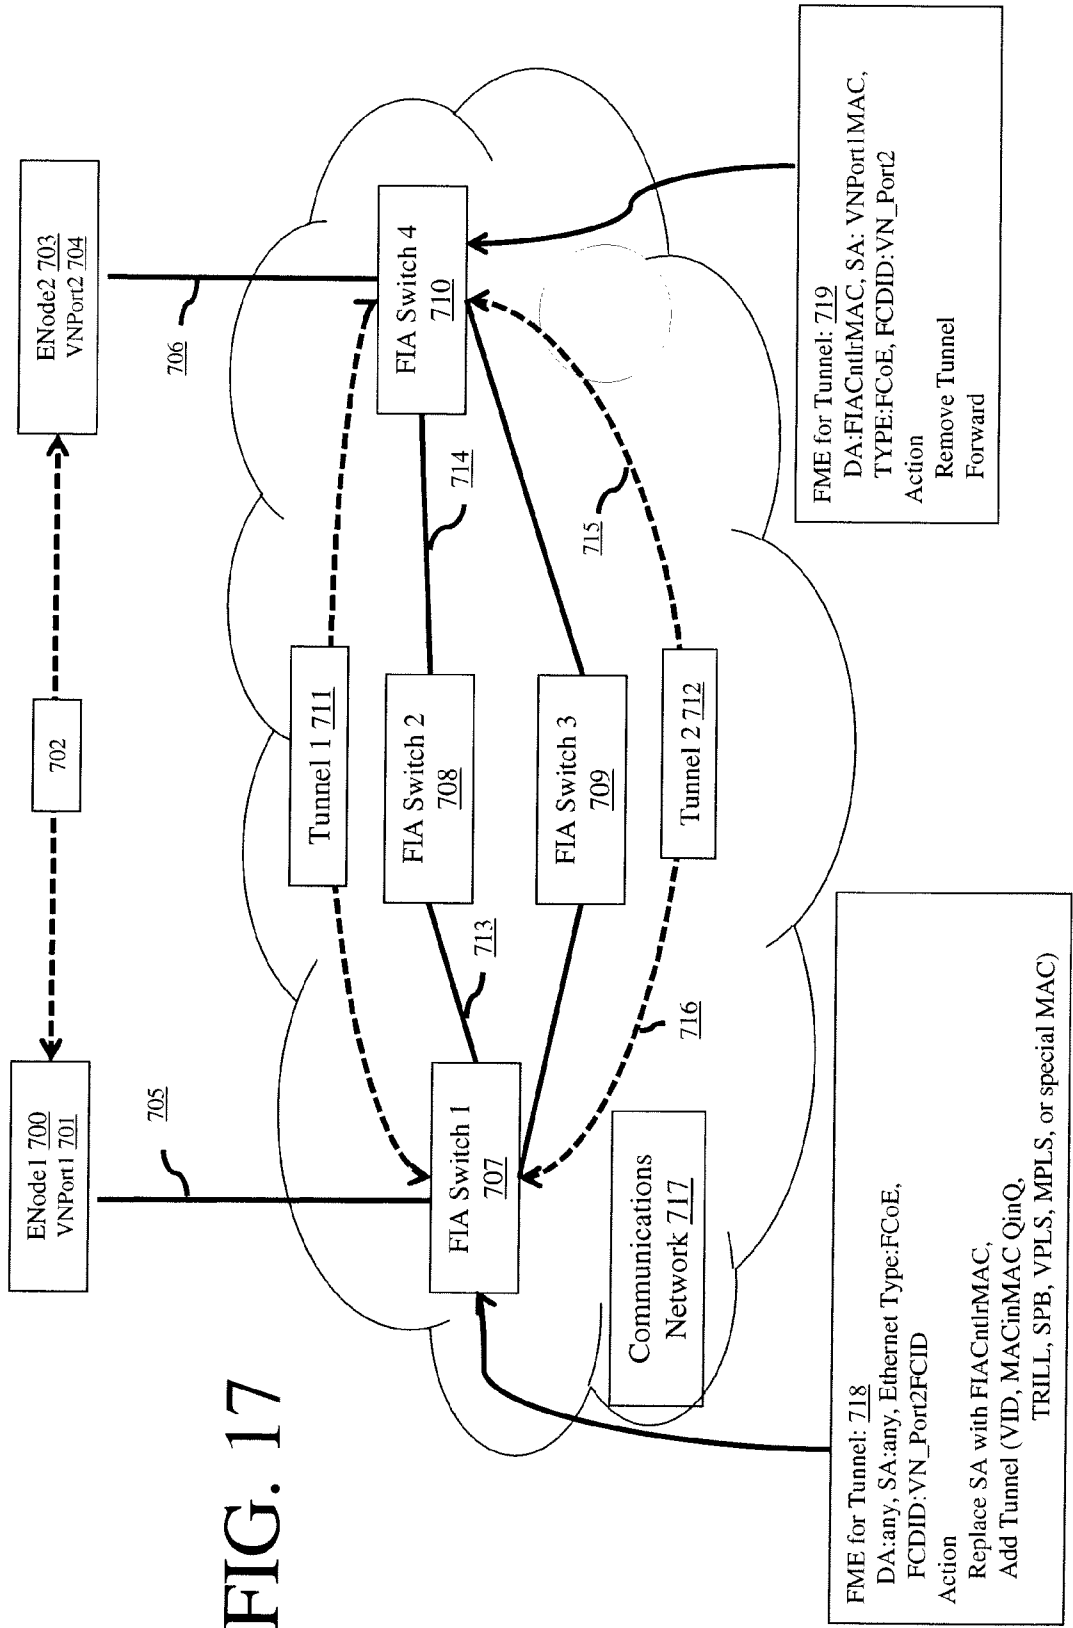 FIG. 17
ENode1 700
VNPort1 701
702
ENode2 703
VNPort2 704
705
706
Tunnel 1 711
FIA Switch 1
707
713
FIA Switch 2
708
714
FIA Switch 4
710
FIA Switch 3
709
715
716
Tunnel 2 712
Communications
Network 717
FME for Tunnel: 718
DA:any, SA:any, Ethernet Type:FCoE,
FCDID:VN_Port2FCID
Action
Replace SA with FIACntlrMAC,
Add Tunnel (VID, MACinMAC QinQ,
TRILL, SPB, VPLS, MPLS, or special MAC)
FME for Tunnel: 719
DA:FIACntlrMAC, SA: VNPort1MAC,
TYPE:FCoE, FCDID:VN_Port2
Action
Remove Tunnel
Forward